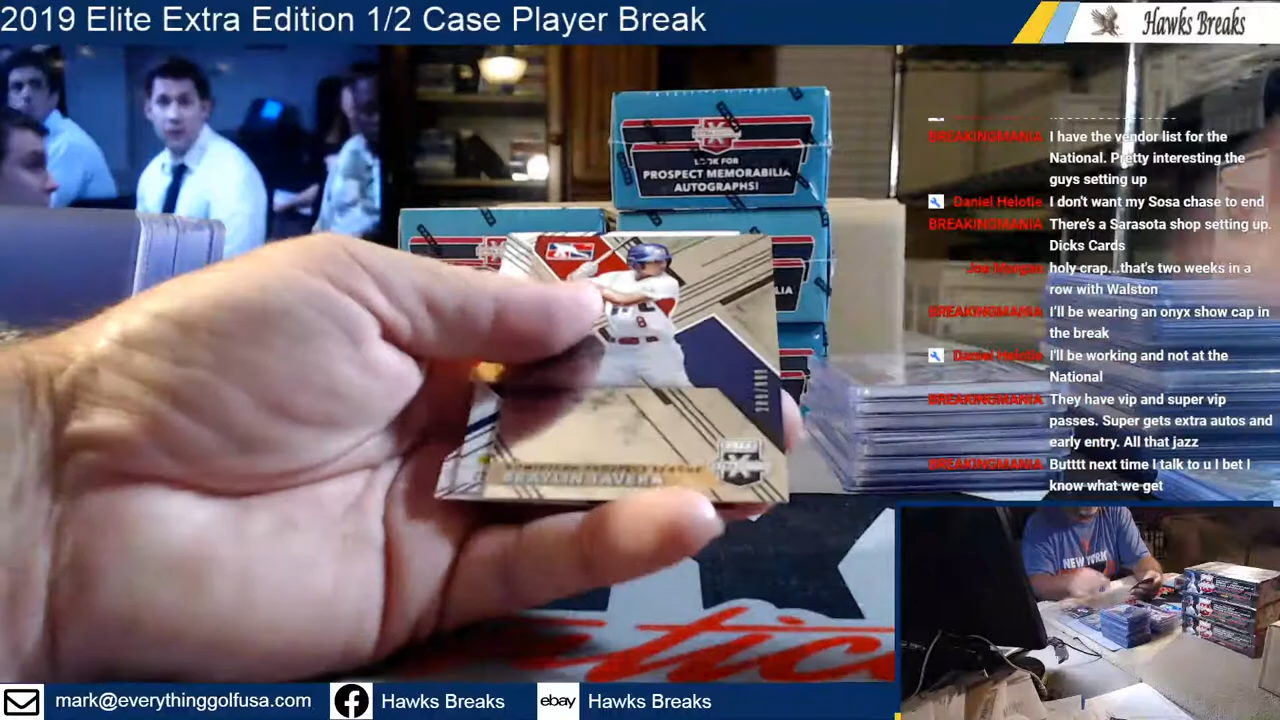 2019 Elite Extra Edition 1/2 Case Player Break
Hawks Breaks
LOOK FOR
PROSPECT MEMORABILIA
AUTOGRAPHS!
BREAKINGMANIA I have the vendor list for the
National. Pretty interesting the
guys setting up
Daniel Helotie I don't want my Sosa chase to end
BREAKINGMANIA There's a Sarasota shop setting up.
Dicks Cards
Joe Morgan holy crap...that's two weeks in a
row with Walston
BREAKINGMANIA I'll be wearing an onyx show cap in
the break
Daniel Helotie I'll be working and not at the
National
BREAKINGMANIA They have vip and super vip
passes. Super gets extra autos and
early entry. All that jazz
BREAKINGMANIA Butttt next time I talk to u I bet I
know what we get
8
NEW YORK
mark@everythinggolfusa.com
Hawks Breaks
ebay
Hawks Breaks